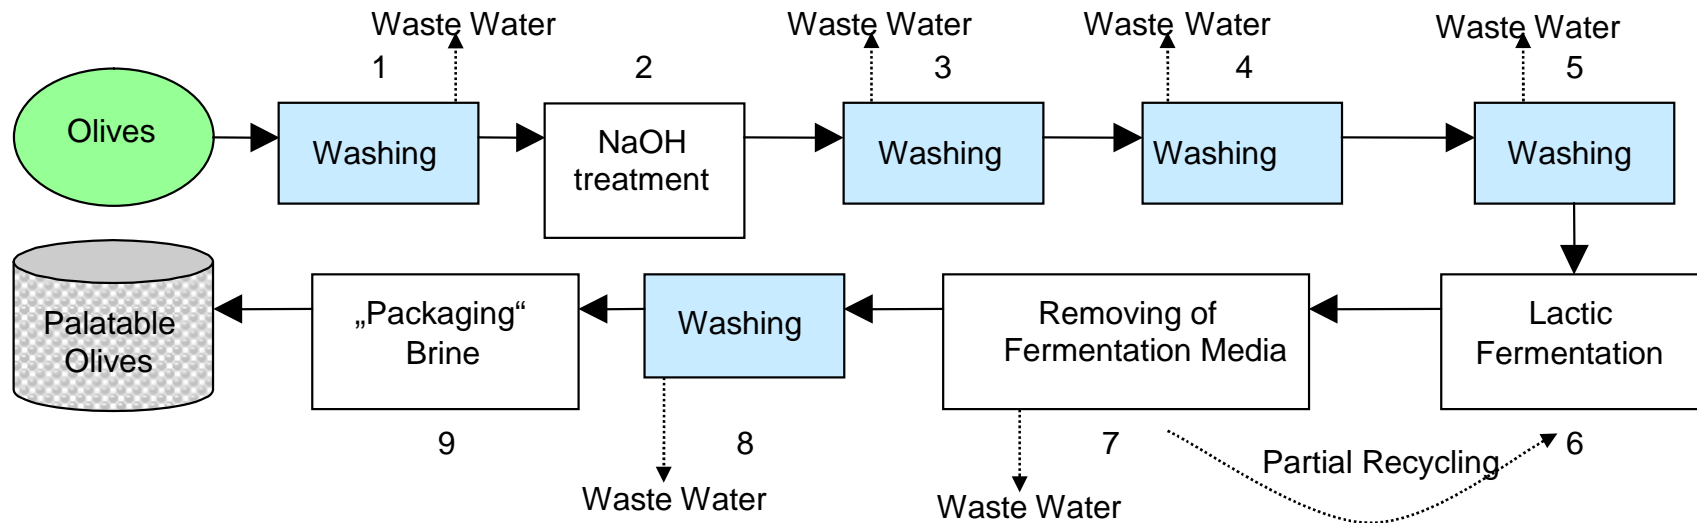 Waste Water
Waste Water
Waste Water
Waste Water
1
2
3
4
5
Olives
Washing
NaOH
treatment
Washing
Washing
Washing
Palatable
Olives
„Packaging“
Brine
Washing
Removing of
Fermentation Media
Lactic
Fermentation
9
8
7
6
Partial Recycling
Waste Water
Waste Water